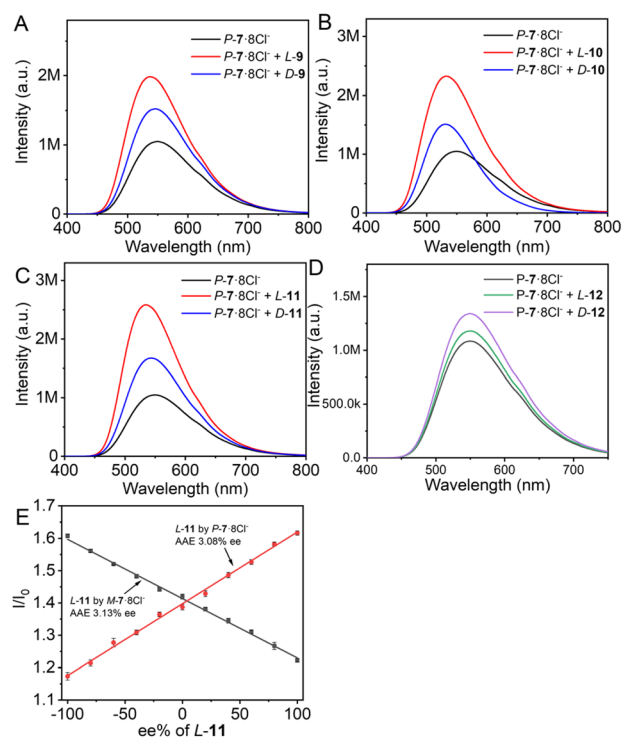 A
P-7·8Cl⁻
P-7·8Cl⁻ + L-9
P-7·8Cl⁻ + D-9
2M
1M
0
Intensity (a.u.)
400 500 600 700 800
Wavelength (nm)
B
P-7·8Cl⁻
P-7·8Cl⁻ + L-10
P-7·8Cl⁻ + D-10
3M
2M
1M
0
Intensity (a.u.)
400 500 600 700 800
Wavelength (nm)
C
P-7·8Cl⁻
P-7·8Cl⁻ + L-11
P-7·8Cl⁻ + D-11
3M
2M
1M
0
Intensity (a.u.)
400 500 600 700 800
Wavelength (nm)
D
P-7·8Cl⁻
P-7·8Cl⁻ + L-12
P-7·8Cl⁻ + D-12
1.5M
1.0M
500.0k
0.0
Intensity (a.u.)
400 500 600 700
Wavelength (nm)
E
L-11 by P-7·8Cl⁻
AAE 3.08% ee
L-11 by M-7·8Cl⁻
AAE 3.13% ee
1.7
1.6
1.5
1.4
1.3
1.2
1.1
I/I₀
-100 -50 0 50 100
ee% of L-11